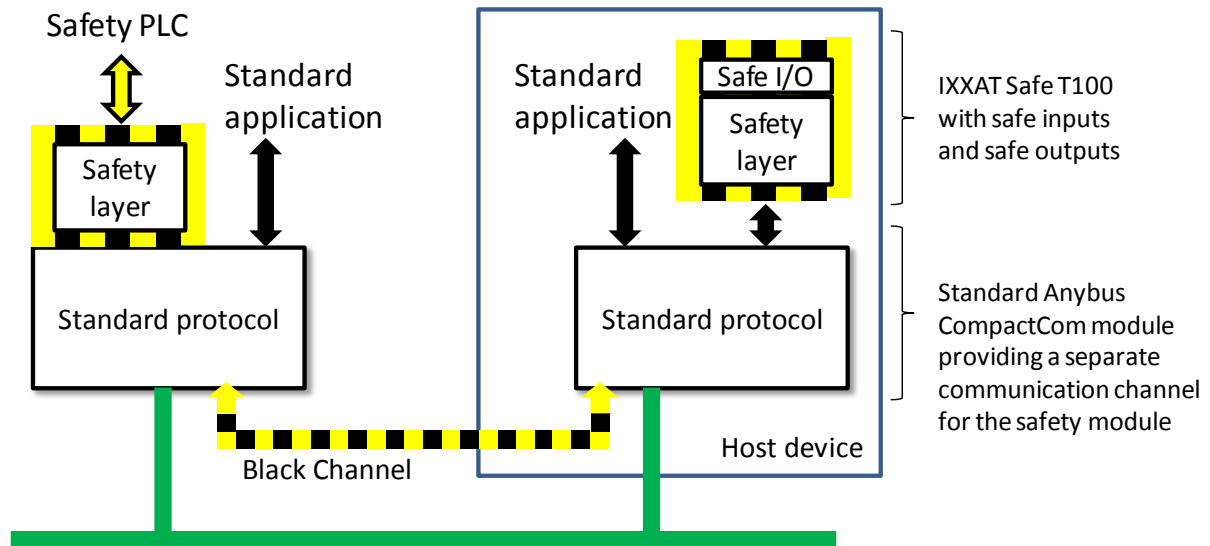 Safety PLC
Standard
application
Safety
layer
Standard protocol
Black Channel
Standard
application
Safe I/O
Safety
layer
Standard protocol
Host device
IXXAT Safe T100
with safe inputs
and safe outputs
Standard Anybus
CompactCom module
providing a separate
communication channel
for the safety module